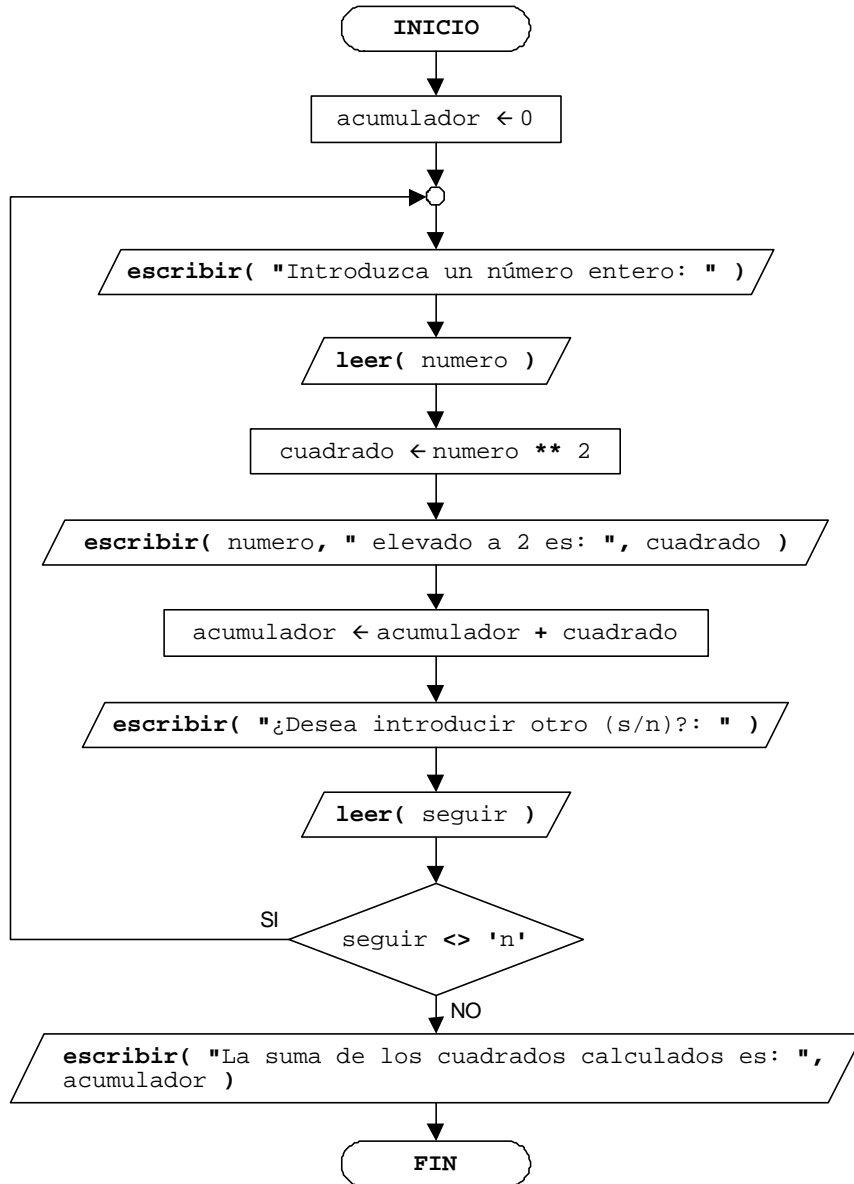 INICIO
acumulador ← 0
escribir( "Introduzca un número entero: " )
leer( numero )
cuadrado ← numero ** 2
escribir( numero, " elevado a 2 es: ", cuadrado )
acumulador ← acumulador + cuadrado
escribir( "¿Desea introducir otro (s/n)?: " )
leer( seguir )
SI
seguir <> 'n'
NO
escribir( "La suma de los cuadrados calculados es: ",
acumulador )
FIN